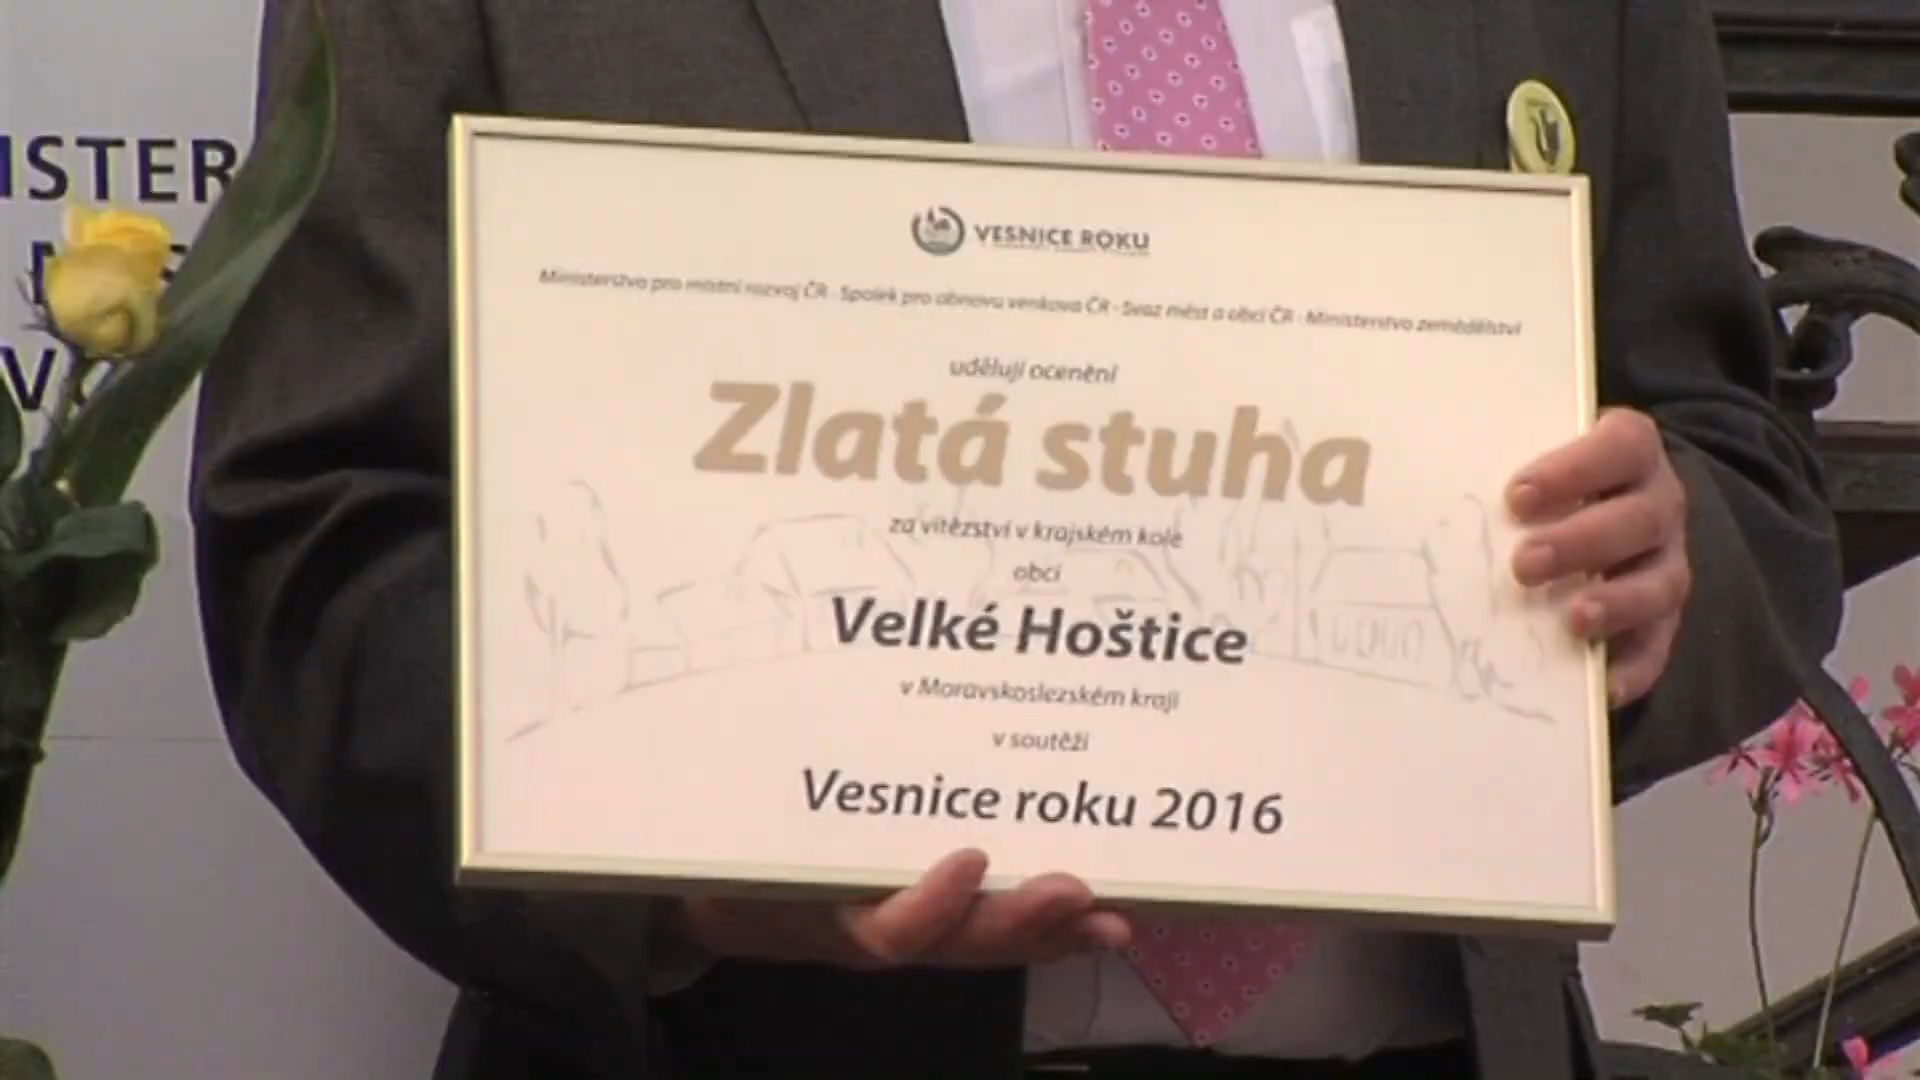 VESNICE ROKU
Ministerstvo pro místní rozvoj ČR - Spolek pro obnovu venkova ČR - Svaz měst a obcí ČR - Ministerstvo zemědělství
udělují ocenění
Zlatá stuha
za vítězství v krajském kole
obci
Velké Hoštice
v Moravskoslezském kraji
v soutěži
Vesnice roku 2016
ISTER